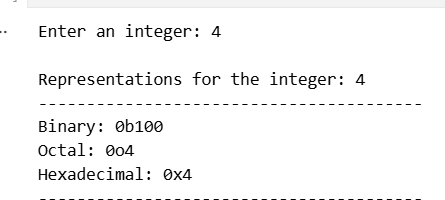 Enter an integer: 4
Representations for the integer: 4
----------------------------------------
Binary: 0b100
Octal: 0o4
Hexadecimal: 0x4
----------------------------------------